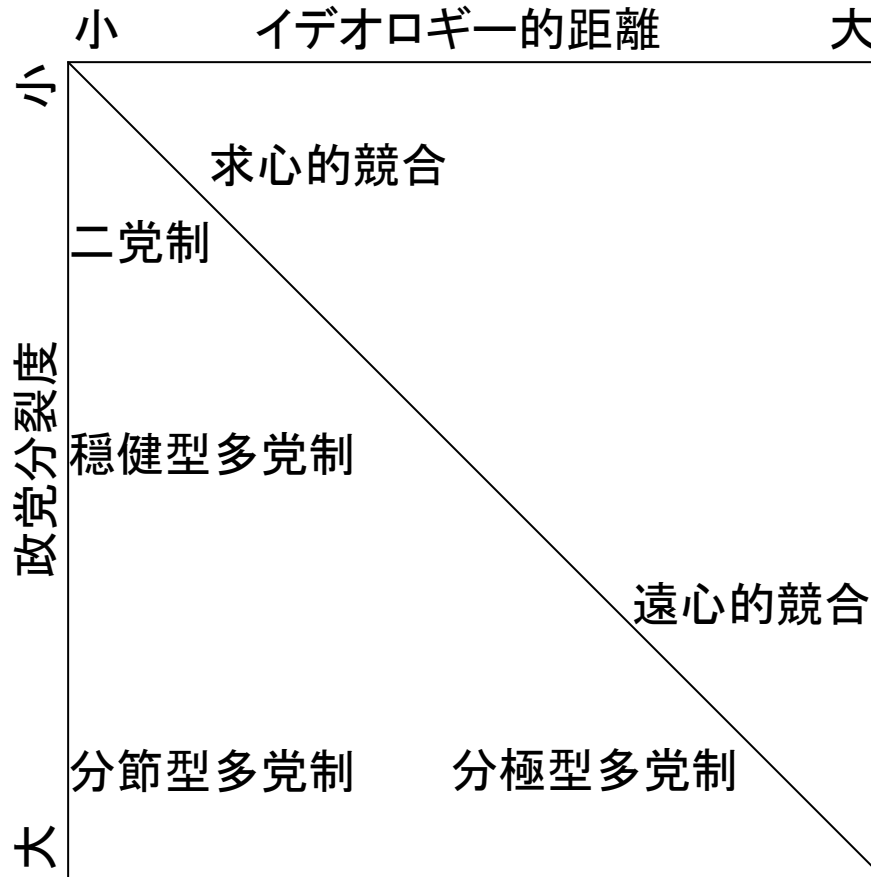 小 イデオロギー的距離 大
小
求心的競合
二党制
政党分裂度
穏健型多党制
遠心的競合
分節型多党制 分極型多党制
大